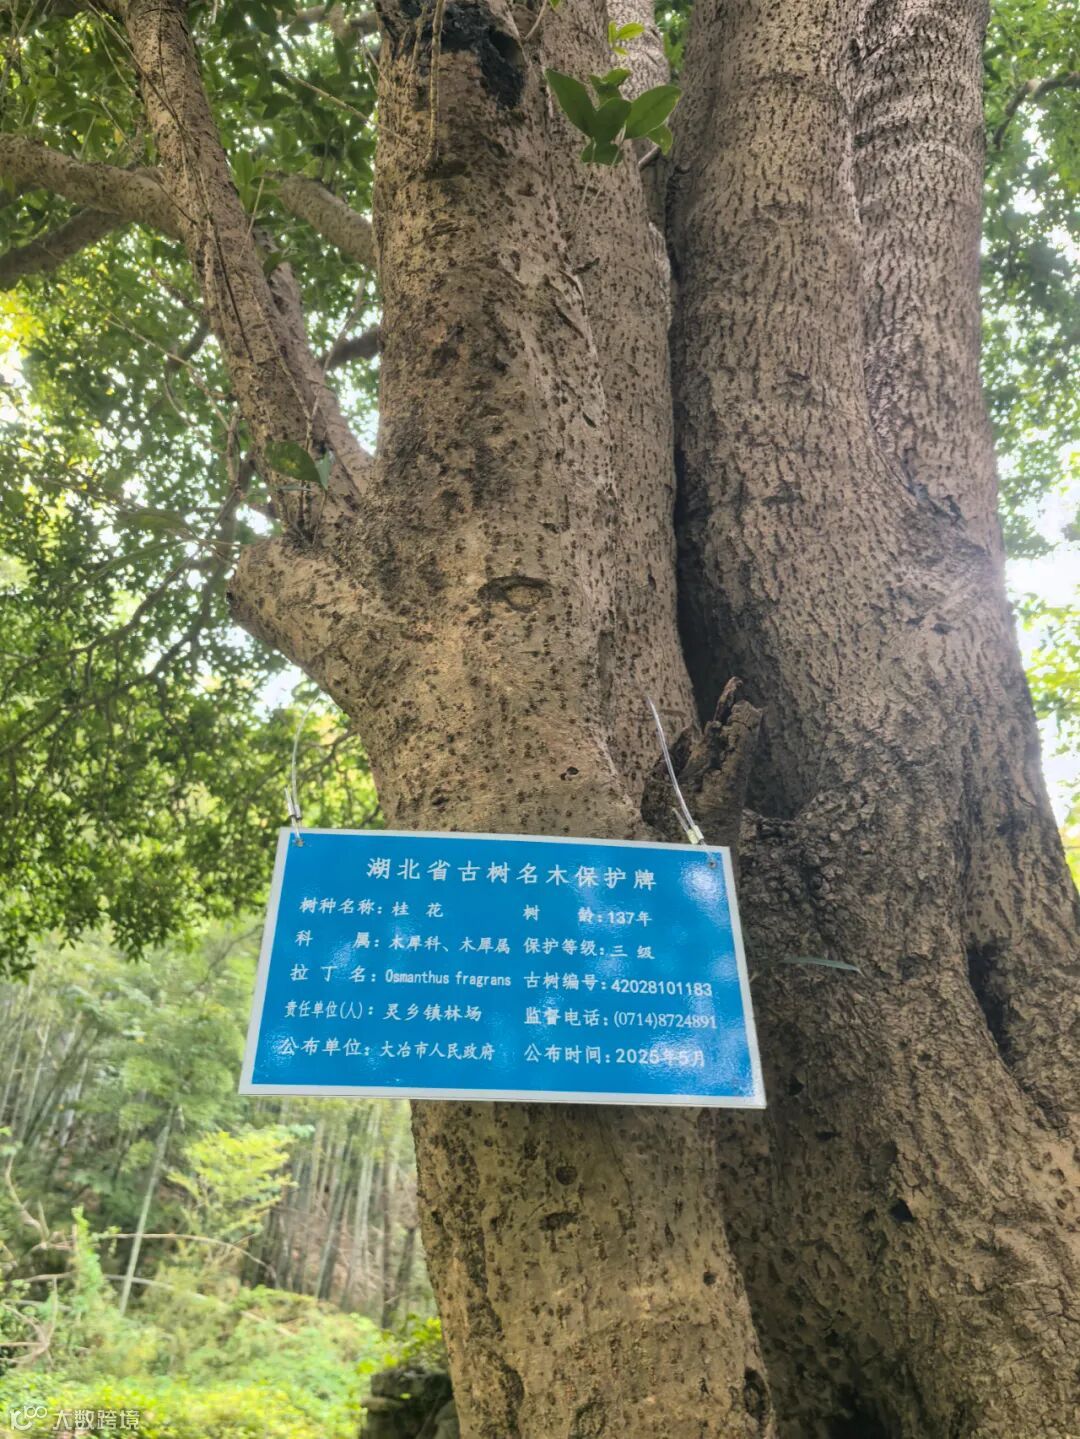 湖北省古树名木保护牌
树种名称：桂 花 树 龄：137年
科 属：木犀科、木犀属 保护等级：三 级
拉 丁 名：Osmanthus fragrans 古树编号：42028101183
责任单位(人)：灵乡镇林场 监督电话：(0714)8724891
公布单位：大冶市人民政府 公布时间：2025年5月
大数跨境